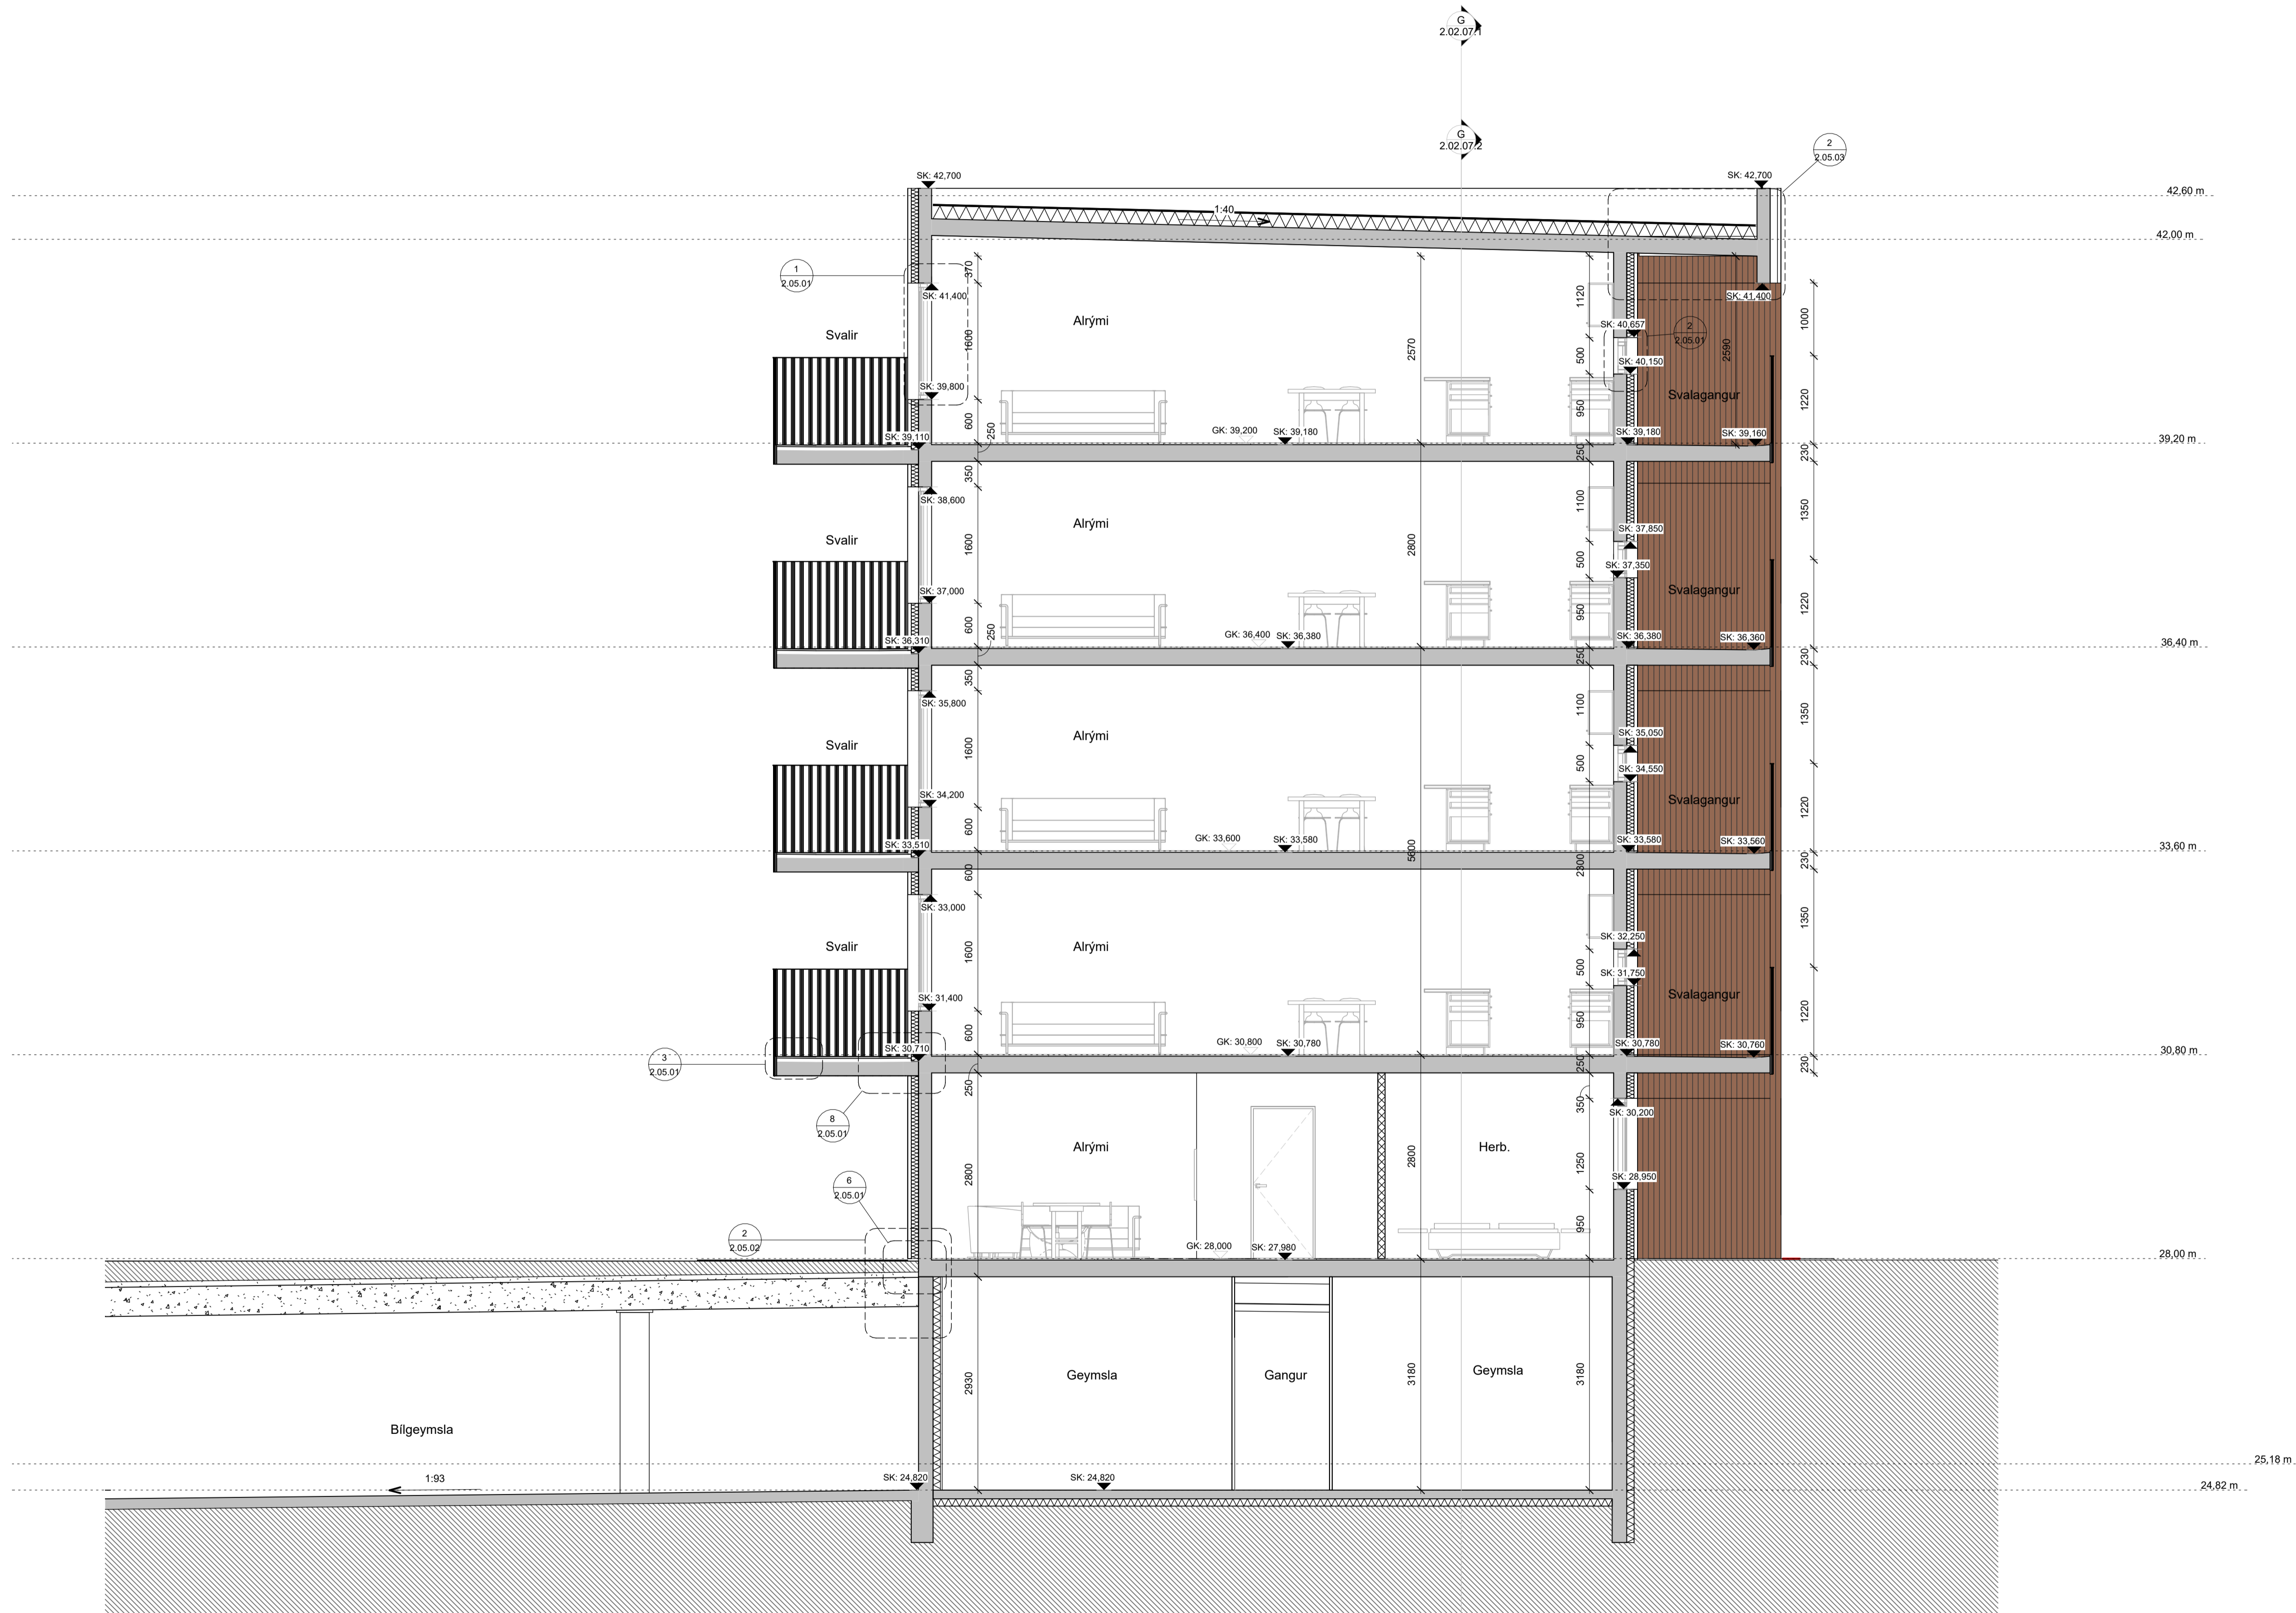 G
2.02.07.1
G
2.02.07.2
2
2.05.03
SK: 42,700
SK: 42,700
42,60 m
1:40
42,00 m
1
2.05.01
370
SK: 41,400
1120
SK: 41,400
Svalir
Alrými
1600
2570
SK: 40,657
2
2.05.01
2590
1000
500
SK: 40,150
SK: 39,800
Svalagangur
600
250
950
1220
SK: 39,110
GK: 39,200
SK: 39,180
SK: 39,180
SK: 39,160
39,20 m
350
250
230
SK: 38,600
1100
1350
Svalir
Alrými
1600
2800
SK: 37,850
500
SK: 37,350
SK: 37,000
Svalagangur
600
250
950
1220
SK: 36,310
GK: 36,400
SK: 36,380
SK: 36,380
SK: 36,360
36,40 m
350
250
230
SK: 35,800
1100
1350
Svalir
Alrými
1600
SK: 35,050
500
SK: 34,550
SK: 34,200
Svalagangur
600
1220
SK: 33,510
GK: 33,600
SK: 33,580
SK: 33,580
SK: 33,560
33,60 m
600
5600
2800
230
SK: 33,000
1350
Svalir
Alrými
1600
SK: 32,250
500
SK: 31,750
SK: 31,400
Svalagangur
600
950
1220
3
2.05.01
SK: 30,710
GK: 30,800
SK: 30,780
SK: 30,780
SK: 30,760
30,80 m
250
250
230
8
2.05.01
350
SK: 30,200
Alrými
Herb.
2800
2800
1250
6
2.05.01
SK: 28,950
2
2.05.02
950
GK: 28,000
SK: 27,980
28,00 m
2930
Geymsla
Gangur
3180
Geymsla
3180
Bílgeymsla
25,18 m
1:93
SK: 24,820
SK: 24,820
24,82 m